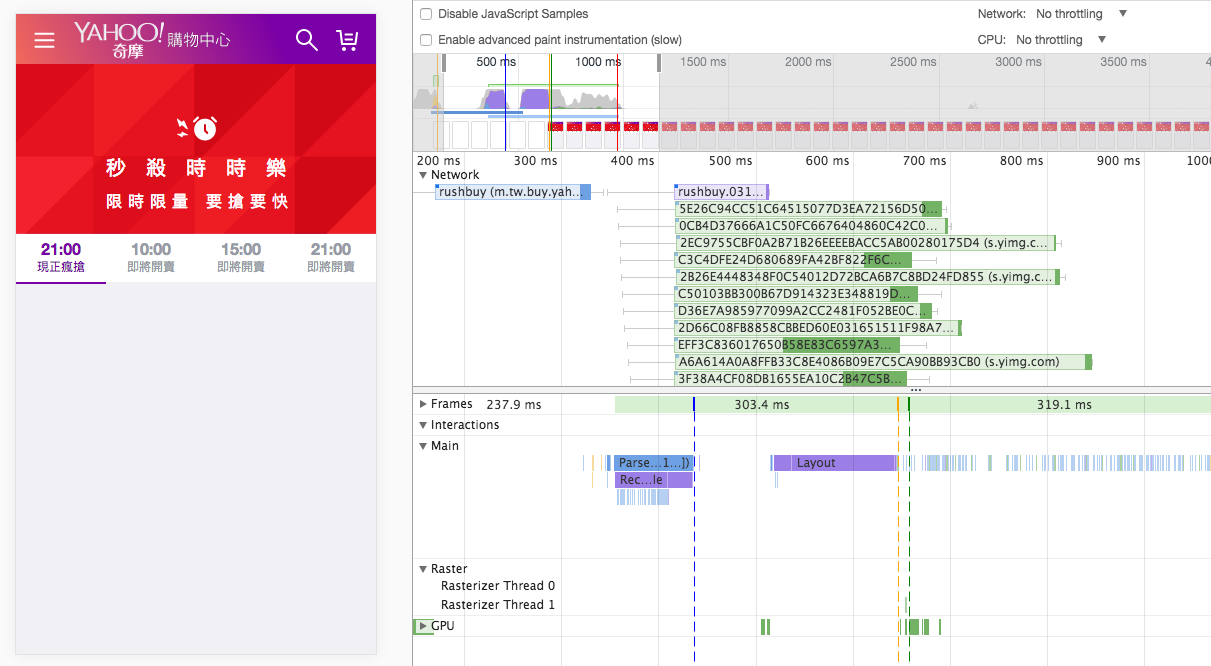 YAHOO!
奇摩
購物中心
秒殺時時樂
限時限量 要搶要快
21:00 10:00 15:00 21:00
現正瘋搶 即將開賣 即將開賣 即將開賣
Disable JavaScript Samples
Network: No throttling
Enable advanced paint instrumentation (slow)
CPU: No throttling
500 ms 1000 ms 1500 ms 2000 ms 2500 ms 3000 ms 3500 ms 4
200 ms 300 ms 400 ms 500 ms 600 ms 700 ms 800 ms 900 ms 1000
Network
rushbuy (m.tw.buy.yah... rushbuy.031...
5E26C94CC51C64515077D3EA72156D50...
0CB4D37666A1C50FC6676404860C42C0...
2EC9755CBF0A2B71B26EEEEBACC5AB00280175D4 (s.yimg.c...
C3C4DFE24D680689FA42BF822F6C...
2B26E4448348F0C54012D72BCA6B7C8BD24FD855 (s.yimg.c...
C50103BB300B67D914323E348819D...
D36E7A985977099A2CC2481F052BE0C...
2D66C08FB8858CBBED60E031651511F98A7...
EFF3C836017650B58E83C6597A3...
A6A614A0A8FFB33C8E4086B09E7C5CA90BB93CB0 (s.yimg.com)
3F38A4CF08DB1655EA10C2B47C5B...
Frames 237.9 ms 303.4 ms 319.1 ms
Interactions
Main
Parse...1...]) Layout
Rec...le
Raster
Rasterizer Thread 0
Rasterizer Thread 1
GPU